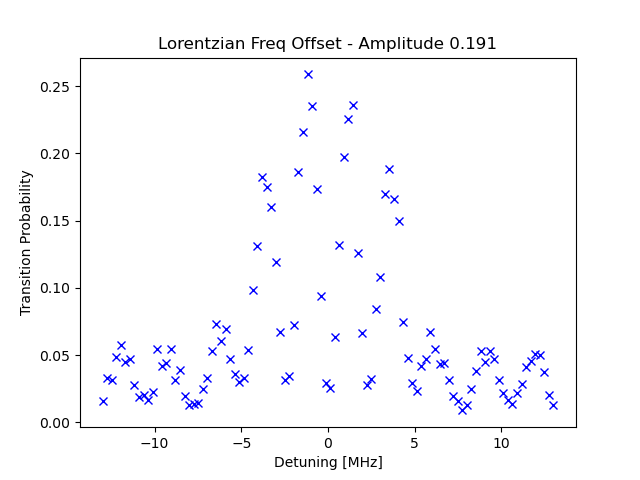 Lorentzian Freq Offset - Amplitude 0.191
Transition Probability
0.25
0.20
0.15
0.10
0.05
0.00
−10 −5 0 5 10
Detuning [MHz]